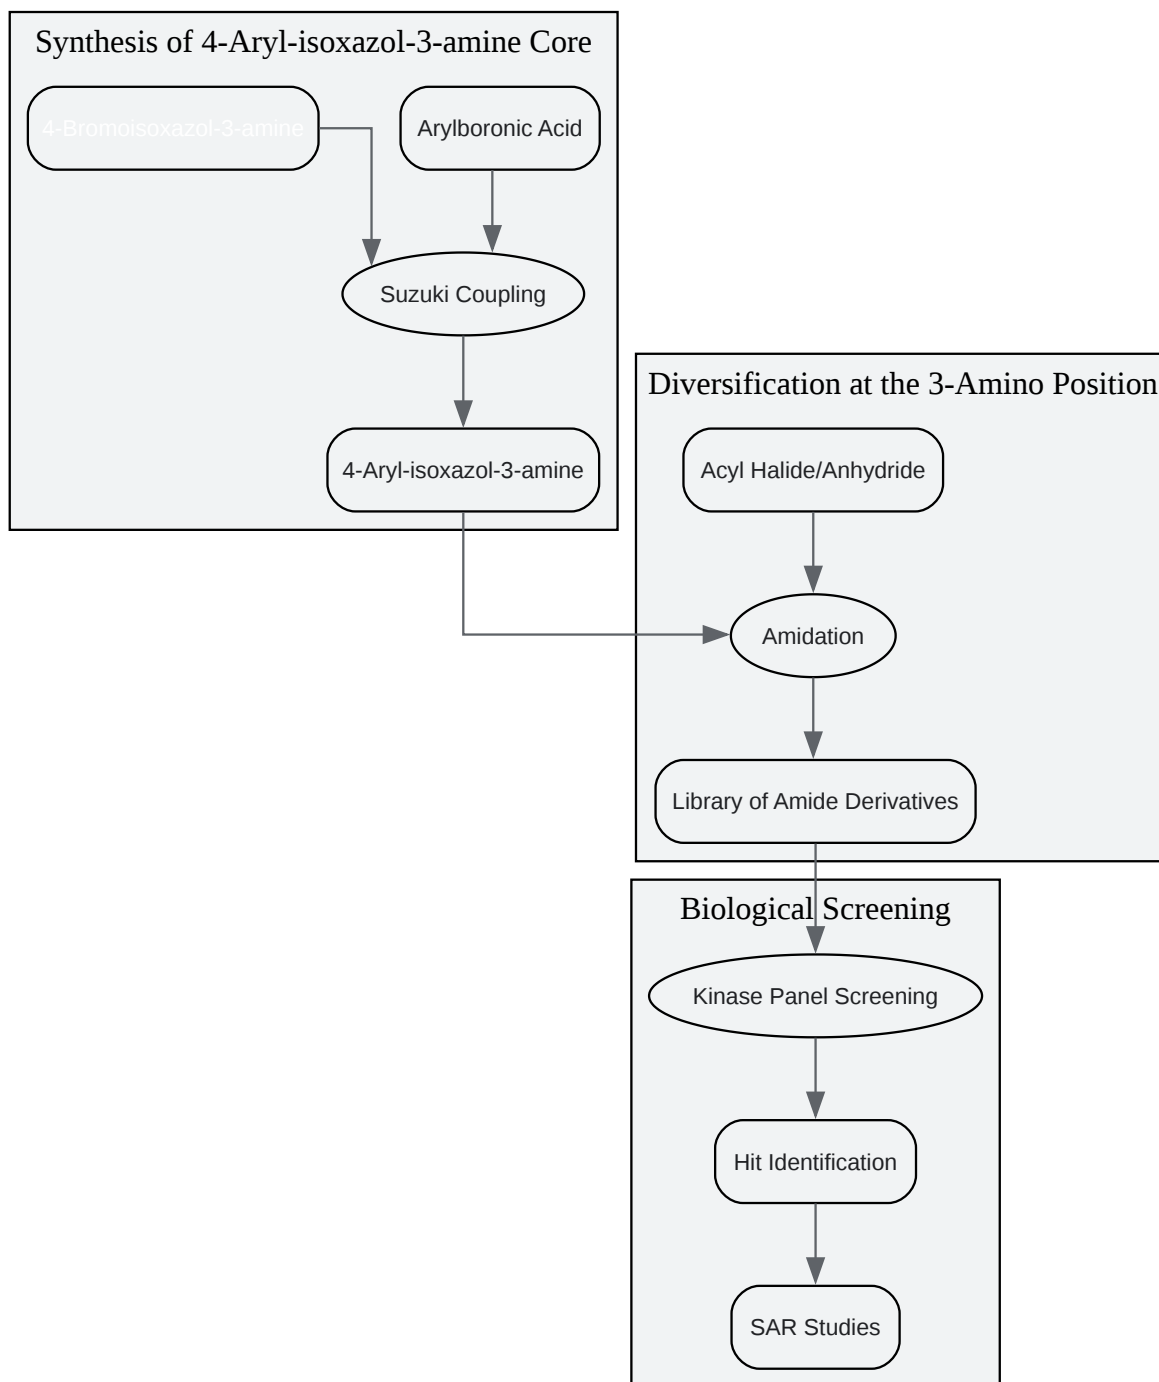 Synthesis of 4-Aryl-isoxazol-3-amine Core
4-Bromoisoxazol-3-amine
Arylboronic Acid
Suzuki Coupling
4-Aryl-isoxazol-3-amine
Diversification at the 3-Amino Position
Acyl Halide/Anhydride
Amidation
Library of Amide Derivatives
Biological Screening
Kinase Panel Screening
Hit Identification
SAR Studies